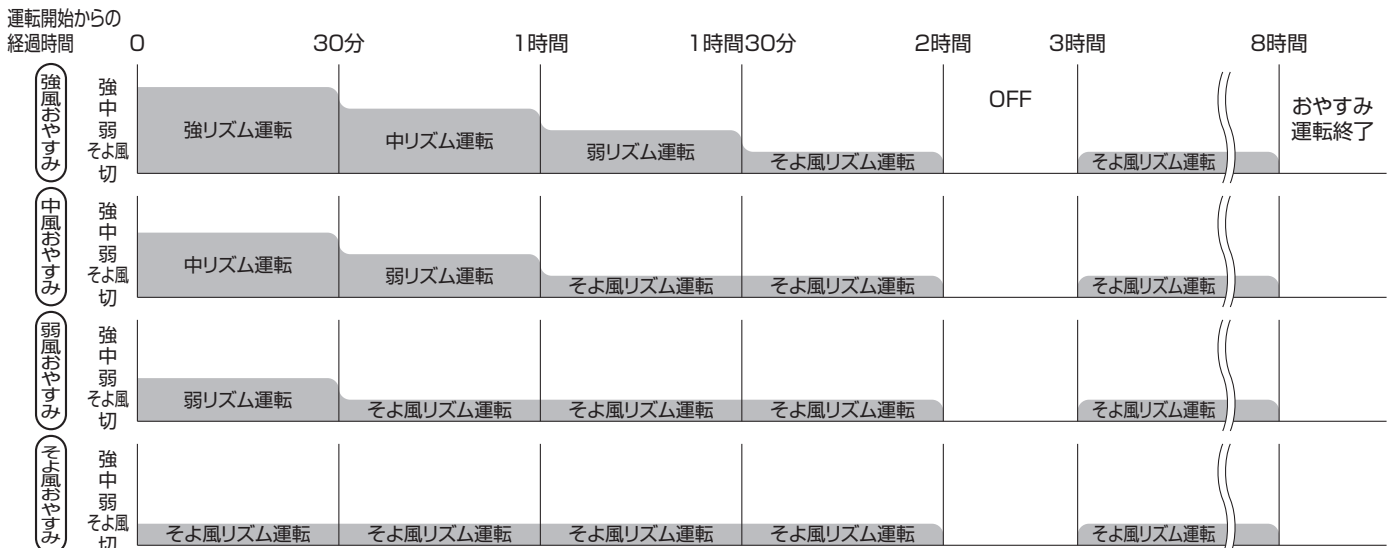 運転開始からの
経過時間 0 30分 1時間 1時間30分 2時間 3時間 8時間
強風おやすみ
強
中
弱
そよ風
切
強リズム運転
中リズム運転
弱リズム運転
そよ風リズム運転
OFF
そよ風リズム運転
おやすみ
運転終了
中風おやすみ
強
中
弱
そよ風
切
中リズム運転
弱リズム運転
そよ風リズム運転
そよ風リズム運転
そよ風リズム運転
弱風おやすみ
強
中
弱
そよ風
切
弱リズム運転
そよ風リズム運転
そよ風リズム運転
そよ風リズム運転
そよ風リズム運転
そよ風おやすみ
強
中
弱
そよ風
切
そよ風リズム運転
そよ風リズム運転
そよ風リズム運転
そよ風リズム運転
そよ風リズム運転